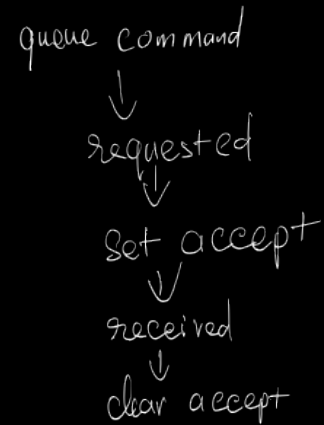 queue command
requested
set accept
received
clear accept